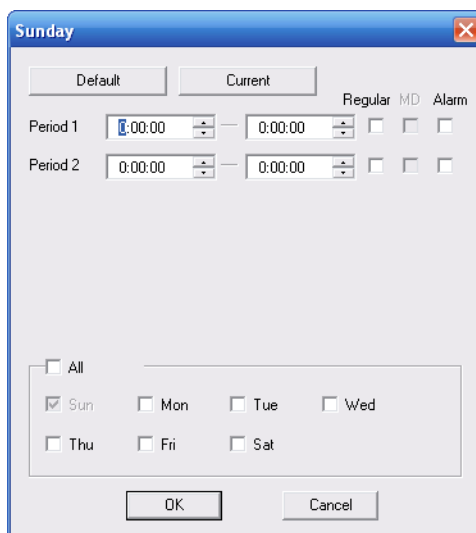 Sunday
Default Current
Regular MD Alarm
Period 1 0:00:00 — 0:00:00
Period 2 0:00:00 — 0:00:00
All
Sun Mon Tue Wed
Thu Fri Sat
OK Cancel